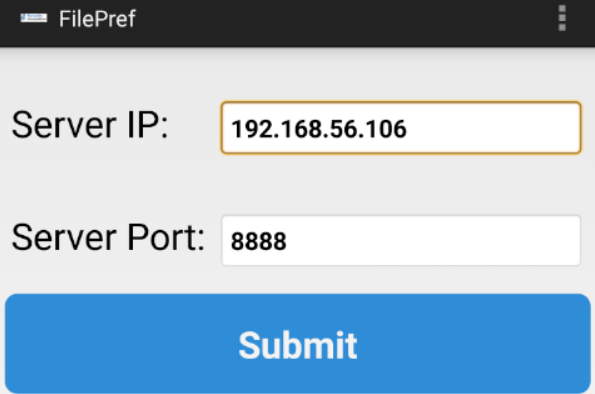 FilePref
Server IP: 192.168.56.106
Server Port: 8888
Submit